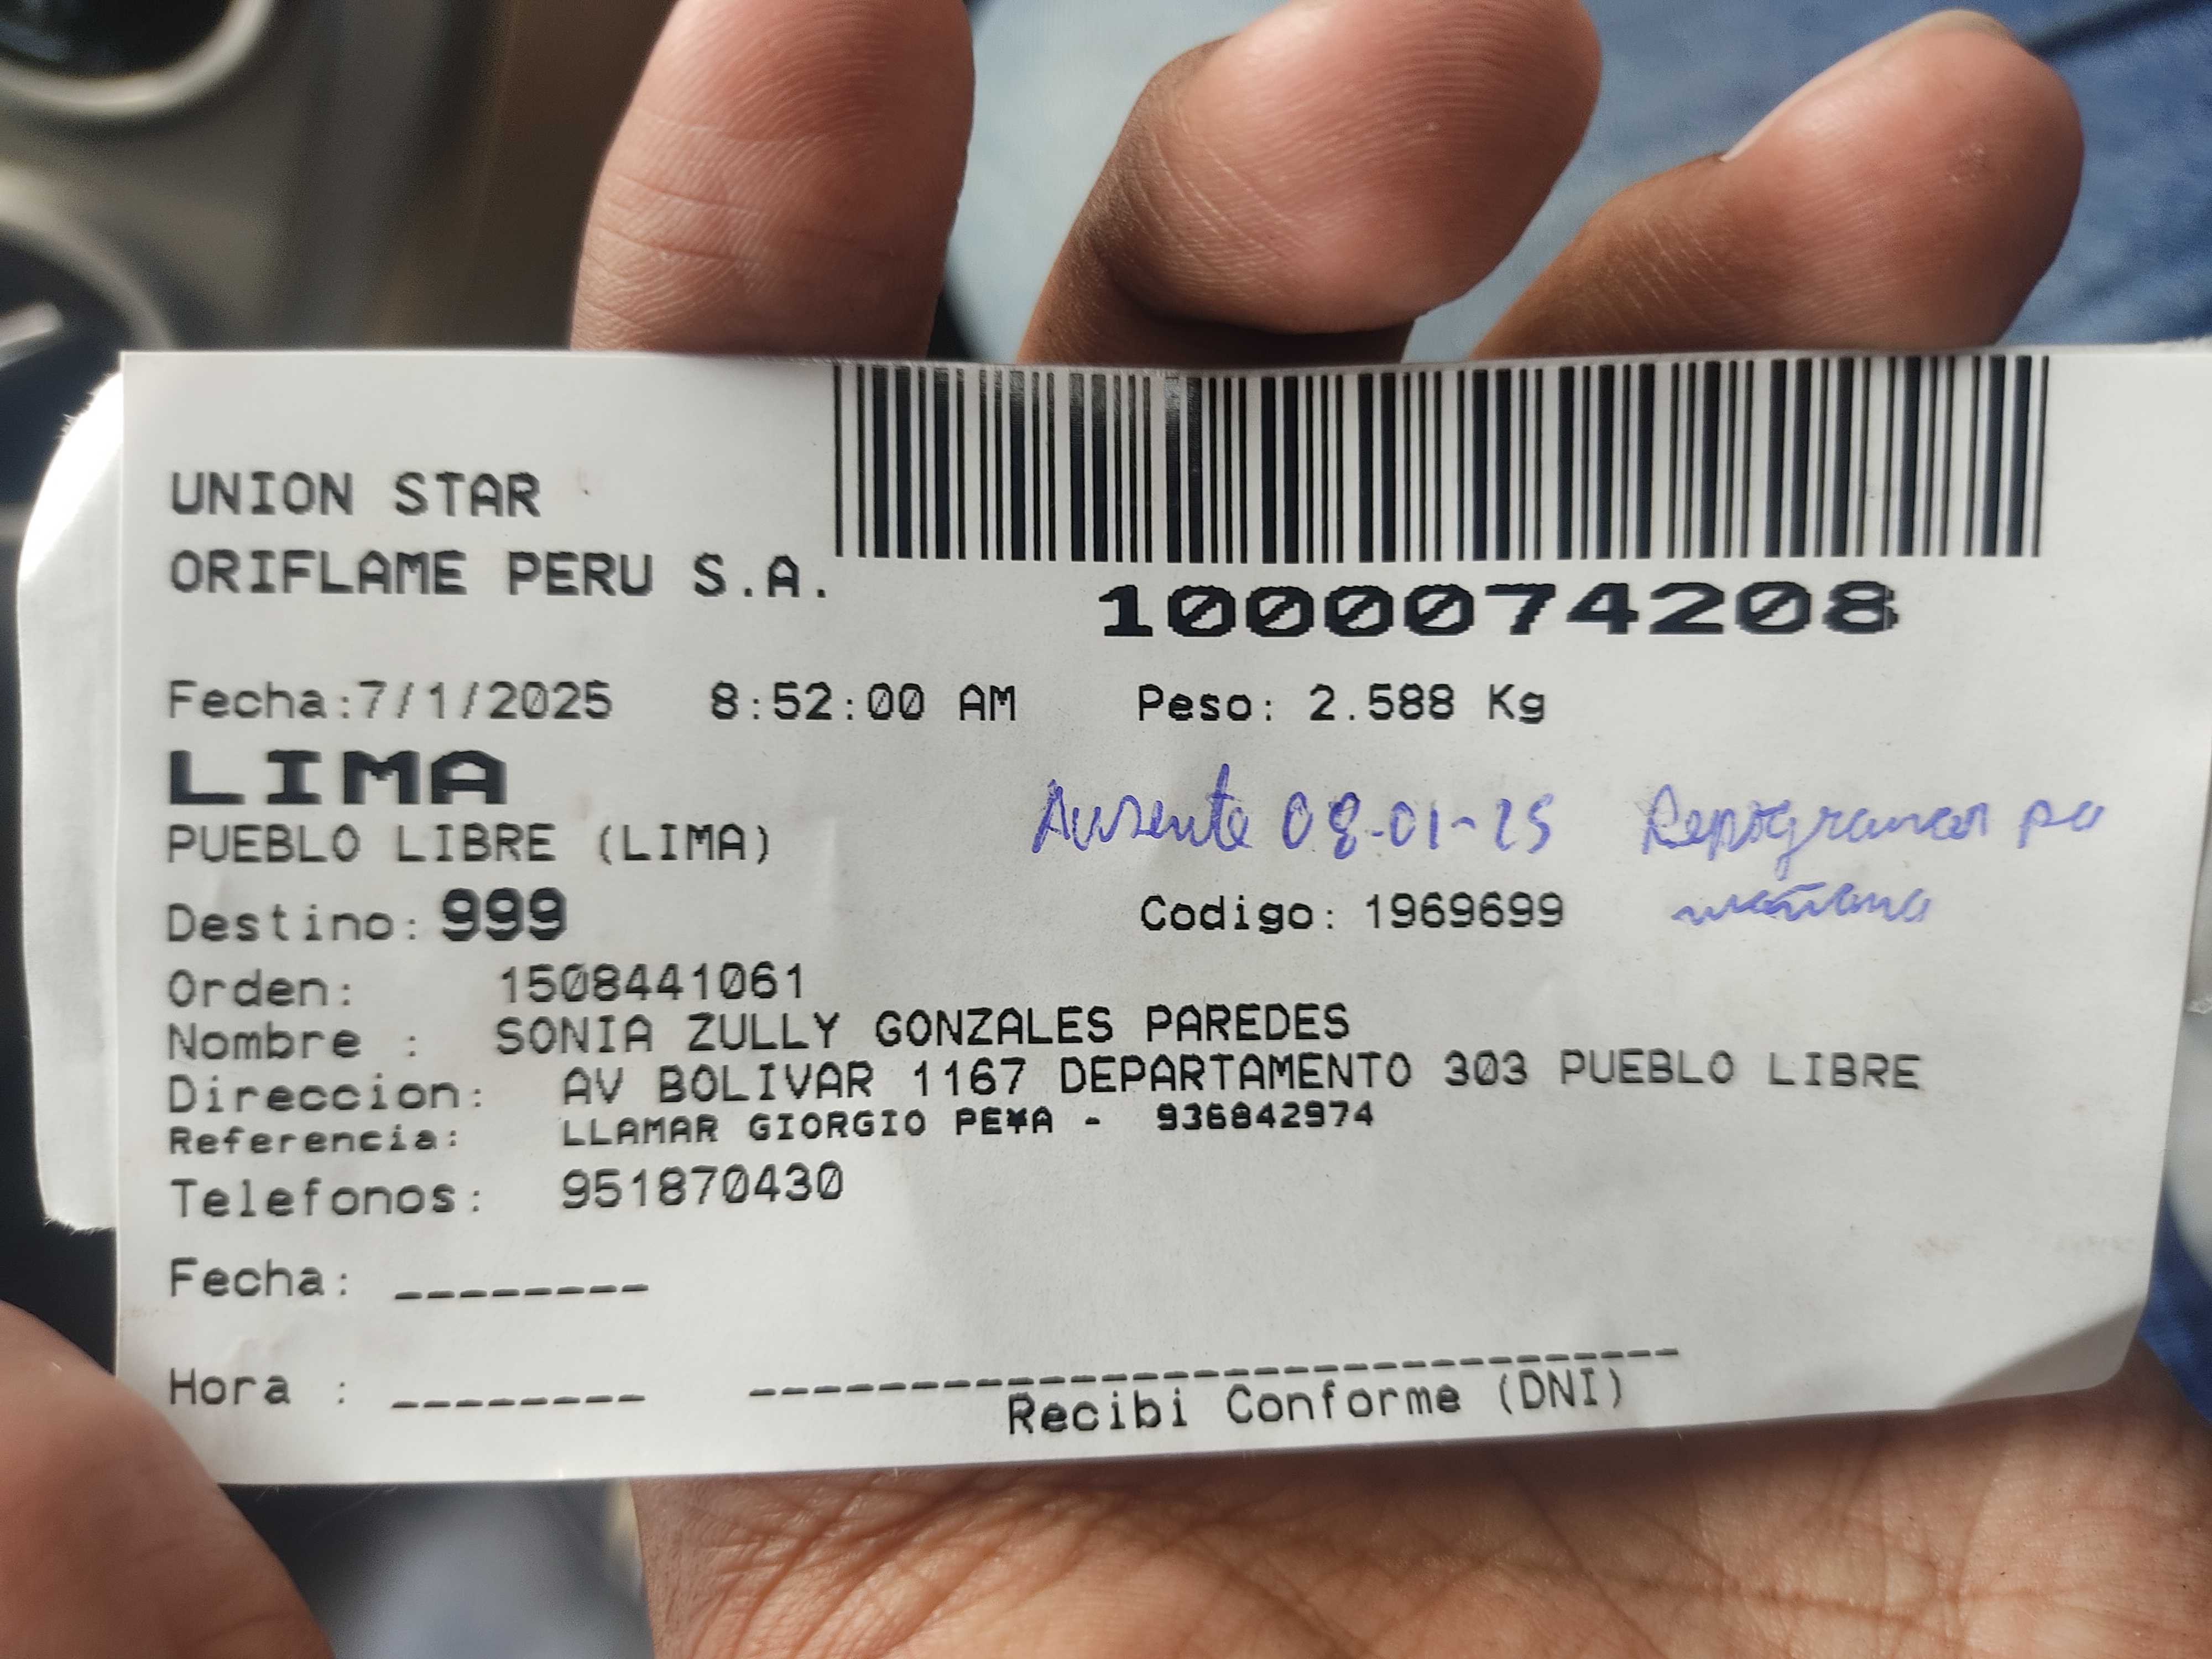 UNION STAR
ORIFLAME PERU S.A.
1000074208
Fecha:7/1/2025 8:52:00 AM Peso: 2.588 Kg
LIMA
PUEBLO LIBRE (LIMA)
Ausente 08-01-25 Reprogramar pa
mañana
Destino: 999 Codigo: 1969699
Orden: 1508441061
Nombre : SONIA ZULLY GONZALES PAREDES
Direccion: AV BOLIVAR 1167 DEPARTAMENTO 303 PUEBLO LIBRE
Referencia: LLAMAR GIORGIO PE¥A - 936842974
Telefonos: 951870430
Fecha: ________
Hora : ________
Recibi Conforme (DNI)